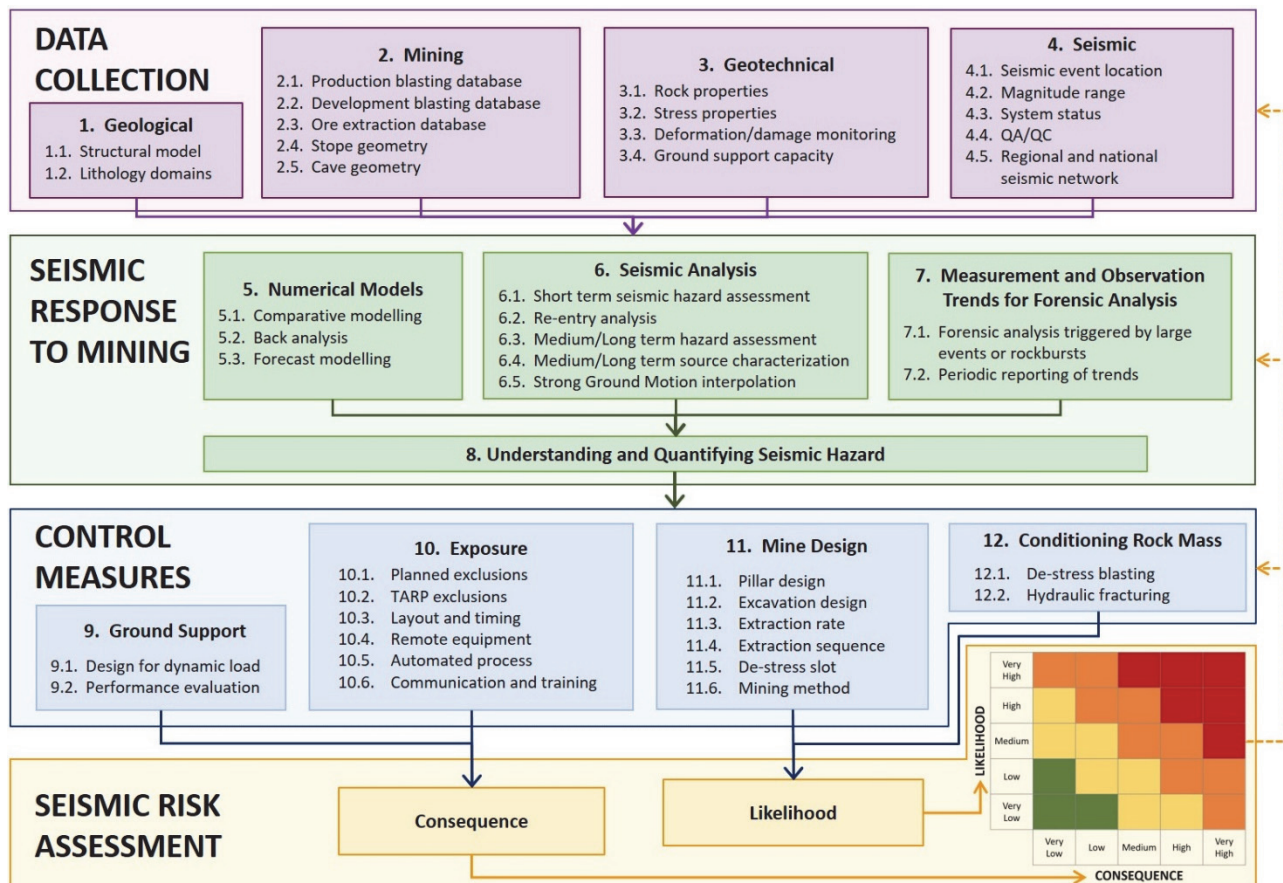 DATA
COLLECTION
1. Geological
1.1. Structural model
1.2. Lithology domains
2. Mining
2.1. Production blasting database
2.2. Development blasting database
2.3. Ore extraction database
2.4. Stope geometry
2.5. Cave geometry
3. Geotechnical
3.1. Rock properties
3.2. Stress properties
3.3. Deformation/damage monitoring
3.4. Ground support capacity
4. Seismic
4.1. Seismic event location
4.2. Magnitude range
4.3. System status
4.4. QA/QC
4.5. Regional and national
seismic network
SEISMIC
RESPONSE
TO MINING
5. Numerical Models
5.1. Comparative modelling
5.2. Back analysis
5.3. Forecast modelling
6. Seismic Analysis
6.1. Short term seismic hazard assessment
6.2. Re-entry analysis
6.3. Medium/Long term hazard assessment
6.4. Medium/Long term source characterization
6.5. Strong Ground Motion interpolation
7. Measurement and Observation
Trends for Forensic Analysis
7.1. Forensic analysis triggered by large
events or rockbursts
7.2. Periodic reporting of trends
8. Understanding and Quantifying Seismic Hazard
CONTROL
MEASURES
9. Ground Support
9.1. Design for dynamic load
9.2. Performance evaluation
10. Exposure
10.1. Planned exclusions
10.2. TARP exclusions
10.3. Layout and timing
10.4. Remote equipment
10.5. Automated process
10.6. Communication and training
11. Mine Design
11.1. Pillar design
11.2. Excavation design
11.3. Extraction rate
11.4. Extraction sequence
11.5. De-stress slot
11.6. Mining method
12. Conditioning Rock Mass
12.1. De-stress blasting
12.2. Hydraulic fracturing
SEISMIC RISK
ASSESSMENT
Consequence
Likelihood
LIKELIHOOD
Very
High
High
Medium
Low
Very
Low
Very
Low
Low
Medium
High
Very
High
CONSEQUENCE